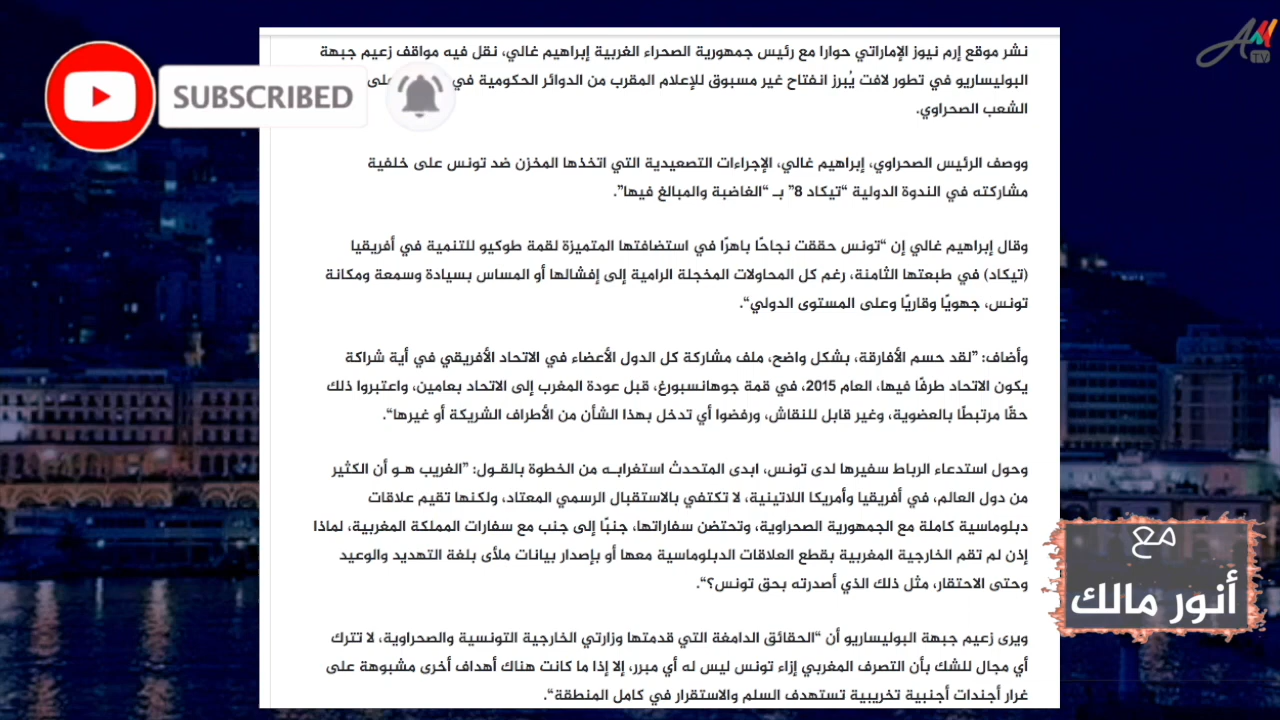 نشر موقع إرم نيوز الإماراتي حوارا مع رئيس جمهورية الصحراء الغربية إبراهيم غالي، نقل فيه مواقف زعيم جبهة
البوليساريو في تطور لافت يُبرز انفتاح غير مسبوق للإعلام المقرب من الدوائر الحكومية في
الشعب الصحراوي.
ووصف الرئيس الصحراوي، إبراهيم غالي، الإجراءات التصعيدية التي اتخذها المخزن ضد تونس على خلفية
مشاركته في الندوة الدولية “تيكاد 8” بـ “الغاضبة والمبالغ فيها”.
وقال إبراهيم غالي إن “تونس حققت نجاحًا باهرًا في استضافتها المتميزة لقمة طوكيو للتنمية في أفريقيا
(تيكاد) في طبعتها الثامنة، رغم كل المحاولات المخجلة الرامية إلى إفشالها أو المساس بسيادة وسمعة ومكانة
تونس، جهويًا وقاريًا وعلى المستوى الدولي“.
وأضاف: ”لقد حسم الأفارقة، بشكل واضح، ملف مشاركة كل الدول الأعضاء في الاتحاد الأفريقي في أية شراكة
يكون الاتحاد طرفًا فيها، العام 2015، في قمة جوهانسبورغ، قبل عودة المغرب إلى الاتحاد بعامين، واعتبروا ذلك
حقًا مرتبطًا بالعضوية، وغير قابل للنقاش، ورفضوا أي تدخل بهذا الشأن من الأطراف الشريكة أو غيرها“.
وحول استدعاء الرباط سفيرها لدى تونس، ابدى المتحدث استغرابـه من الخطوة بالقـول: ”الغريب هـو أن الكثير
من دول العالم، في أفريقيا وأمريكا اللاتينية، لا تكتفي بالاستقبال الرسمي المعتاد، ولكنها تقيم علاقات
دبلوماسية كاملة مع الجمهورية الصحراوية، وتحتضن سفاراتها، جنبًا إلى جنب مع سفارات المملكة المغربية، لماذا
إذن لم تقم الخارجية المغربية بقطع العلاقات الدبلوماسية معها أو بإصدار بيانات ملأى بلغة التهديد والوعيد
وحتى الاحتقار، مثل ذلك الذي أصدرته بحق تونس؟“.
ويرى زعيم جبهة البوليساريو أن “الحقائق الدامغة التي قدمتها وزارتي الخارجية التونسية والصحراوية، لا تترك
أي مجال للشك بأن التصرف المغربي إزاء تونس ليس له أي مبرر، إلا إذا ما كانت هناك أهداف أخرى مشبوهة على
غرار أجندات أجنبية تخريبية تستهدف السلم والاستقرار في كامل المنطقة“.
SUBSCRIBED
TV
مع
أنور مالك